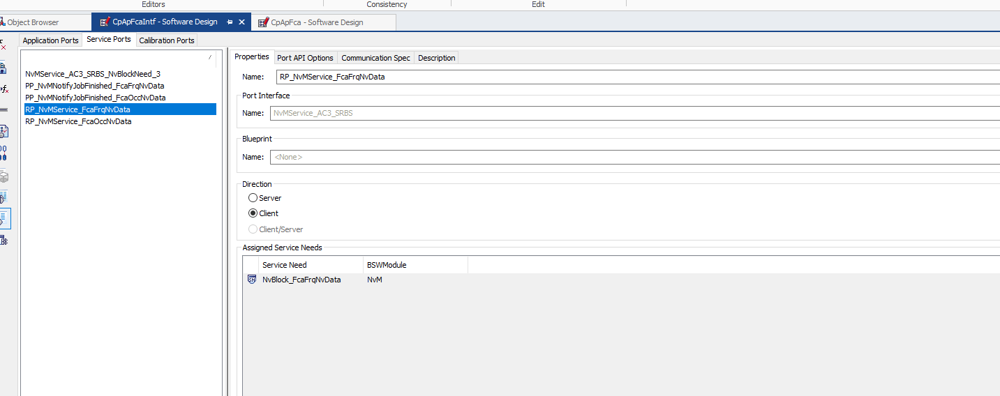 Editors Consistency Edit
Object Browser CpApFcaIntf - Software Design CpApFca - Software Design
Application Ports Service Ports Calibration Ports
Properties Port API Options Communication Spec Description
Name: RP_NvMService_FcaFrqNvData
NvMService_AC3_SRBS_NvBlockNeed_3
PP_NvMNotifyJobFinished_FcaFrqNvData
PP_NvMNotifyJobFinished_FcaOccNvData
RP_NvMService_FcaFrqNvData
RP_NvMService_FcaOccNvData
Port Interface
Name: NvMService_AC3_SRBS
Blueprint
Name: <None>
Direction
Server
Client
Client/Server
Assigned Service Needs
Service Need BSWModule
SN NvBlock_FcaFrqNvData NvM